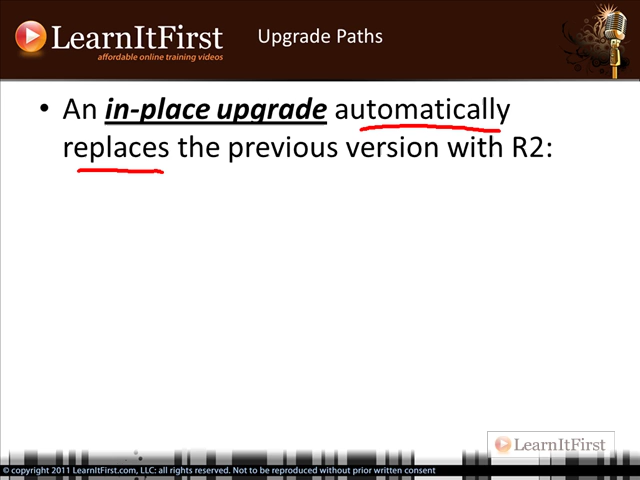 LearnItFirst
affordable online training videos
Upgrade Paths
• An in-place upgrade automatically
replaces the previous version with R2:
LearnItFirst
© copyright 2011 LearnItFirst.com, LLC: all rights reserved. Not to be reproduced without prior written consent